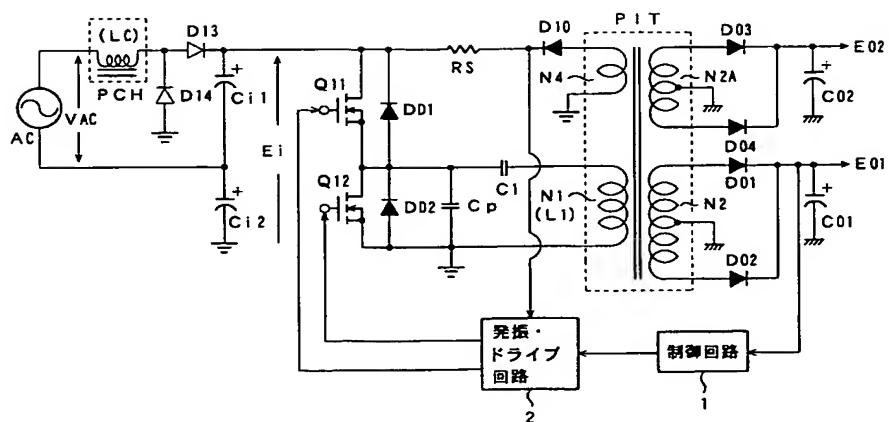 PIT
(LC)
D13
D10
D03
E02
RS
N4
N2A
C02
PCH
D14
Ci1
Q11
DD1
VAC
AC
Ei
D04
D01
E01
Q12
C1
N1
(L1)
N2
C01
Ci2
DD2
Cp
D02
発振・
ドライブ
回路
制御回路
2
1